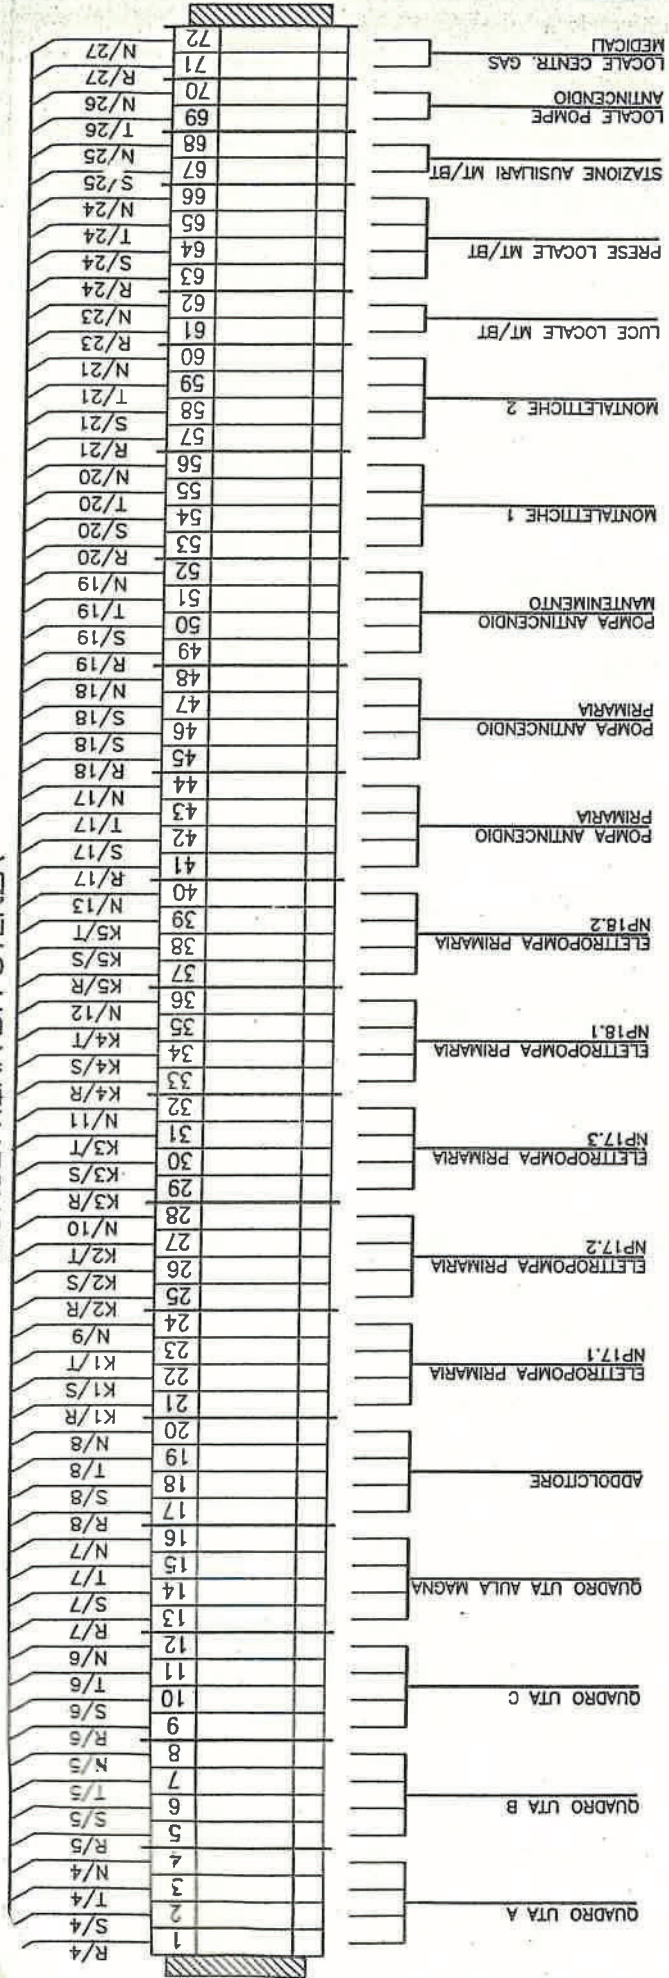 QUADRO UTA A
1 R/4
2 S/4
3 T/4
4 N/4
QUADRO UTA B
5 R/5
6 S/5
7 T/5
8 N/5
QUADRO UTA C
9 R/6
10 S/6
11 T/6
12 N/6
QUADRO UTA AULA MAGNA
13 R/7
14 S/7
15 T/7
16 N/7
ADDOLCITORE
17 R/8
18 S/8
19 T/8
20 N/8
ELETTROPOMPA PRIMARIA
NP17.1
21 K1/R
22 K1/S
23 K1/T
24 N/9
ELETTROPOMPA PRIMARIA
NP17.2
25 K2/R
26 K2/S
27 K2/T
28 N/10
ELETTROPOMPA PRIMARIA
NP17.3
29 K3/R
30 K3/S
31 K3/T
32 N/11
ELETTROPOMPA PRIMARIA
NP18.1
33 K4/R
34 K4/S
35 K4/T
36 N/12
ELETTROPOMPA PRIMARIA
NP18.2
37 K5/R
38 K5/S
39 K5/T
40 N/13
POMPA ANTINCENDIO
PRIMARIA
41 R/17
42 S/17
43 T/17
44 N/17
POMPA ANTINCENDIO
PRIMARIA
45 R/18
46 S/18
47 S/18
48 N/18
POMPA ANTINCENDIO
MANTENIMENTO
49 R/19
50 S/19
51 T/19
52 N/19
MONTALETTICHE 1
53 R/20
54 S/20
55 T/20
56 N/20
MONTALETTICHE 2
57 R/21
58 S/21
59 T/21
60 N/21
LUCE LOCALE MT/BT
61 R/23
62 N/23
PRESE LOCALE MT/BT
63 R/24
64 S/24
65 T/24
66 N/24
STAZIONE AUSILIARI MT/BT
67 S/25
68 N/25
LOCALE POMPE
ANTINCENDIO
69 T/26
70 N/26
LOCALE CENTR. GAS
MEDICALI
71 R/27
72 N/27